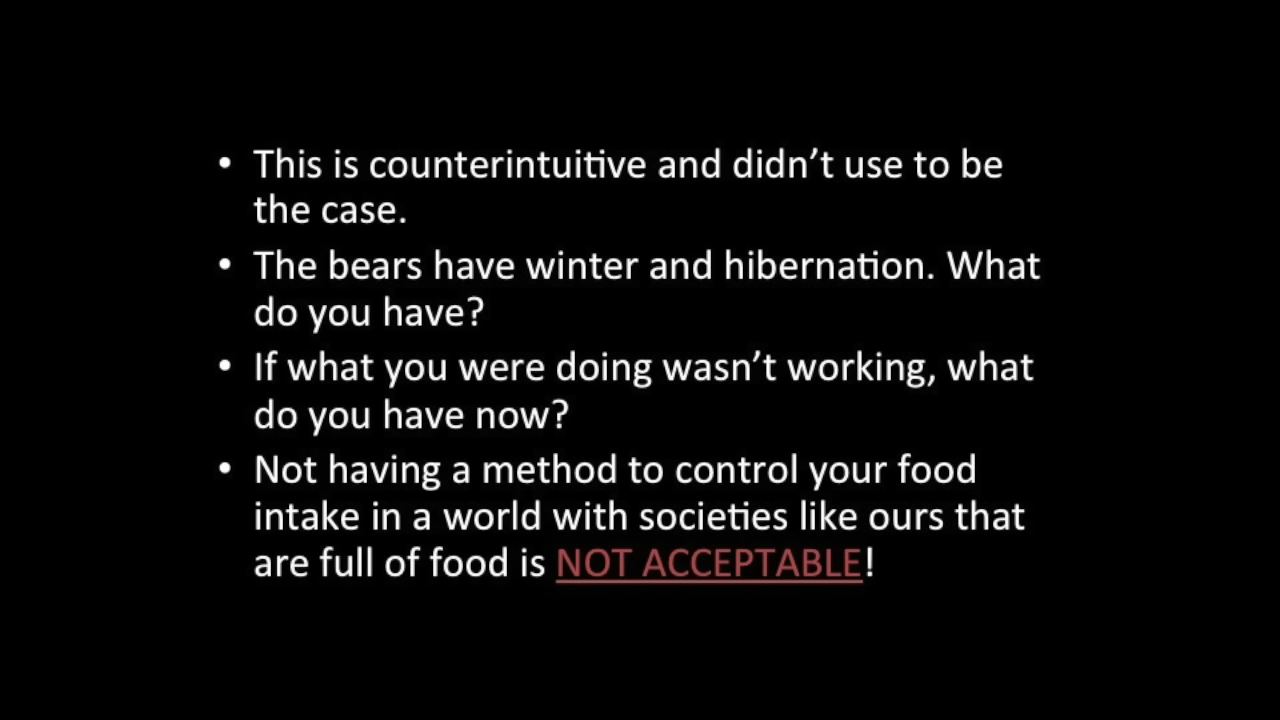 • This is counterintuitive and didn’t use to be
the case.
• The bears have winter and hibernation. What
do you have?
• If what you were doing wasn’t working, what
do you have now?
• Not having a method to control your food
intake in a world with societies like ours that
are full of food is NOT ACCEPTABLE!